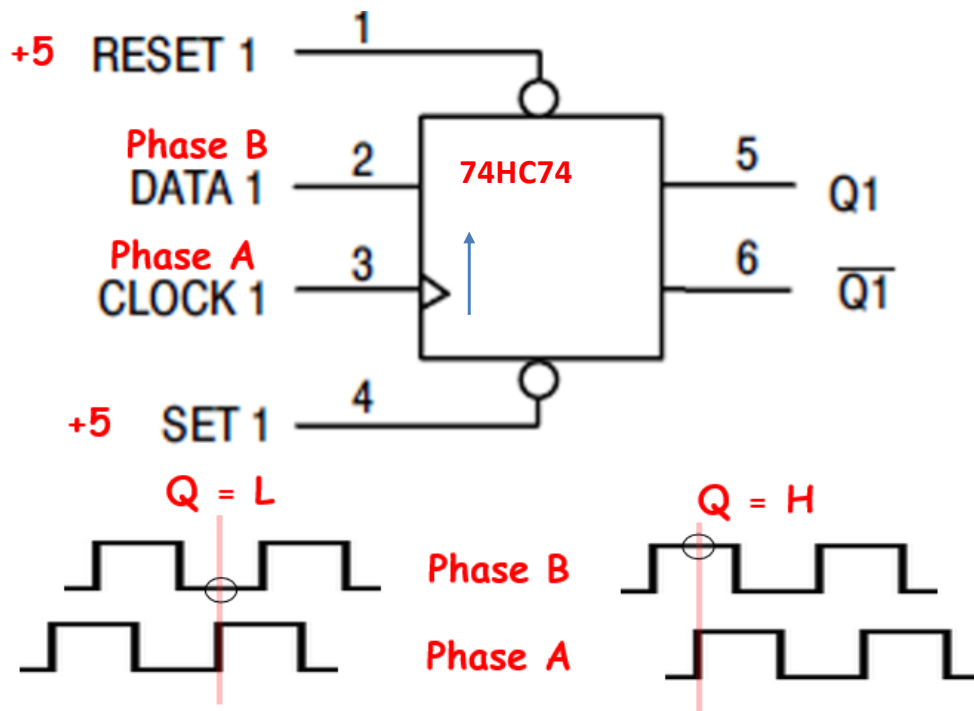 +5 RESET 1 1
Phase B
DATA 1 2
74HC74
5 Q1
Phase A
CLOCK 1 3
6 Q1
+5 SET 1 4
Q = L
Q = H
Phase B
Phase A